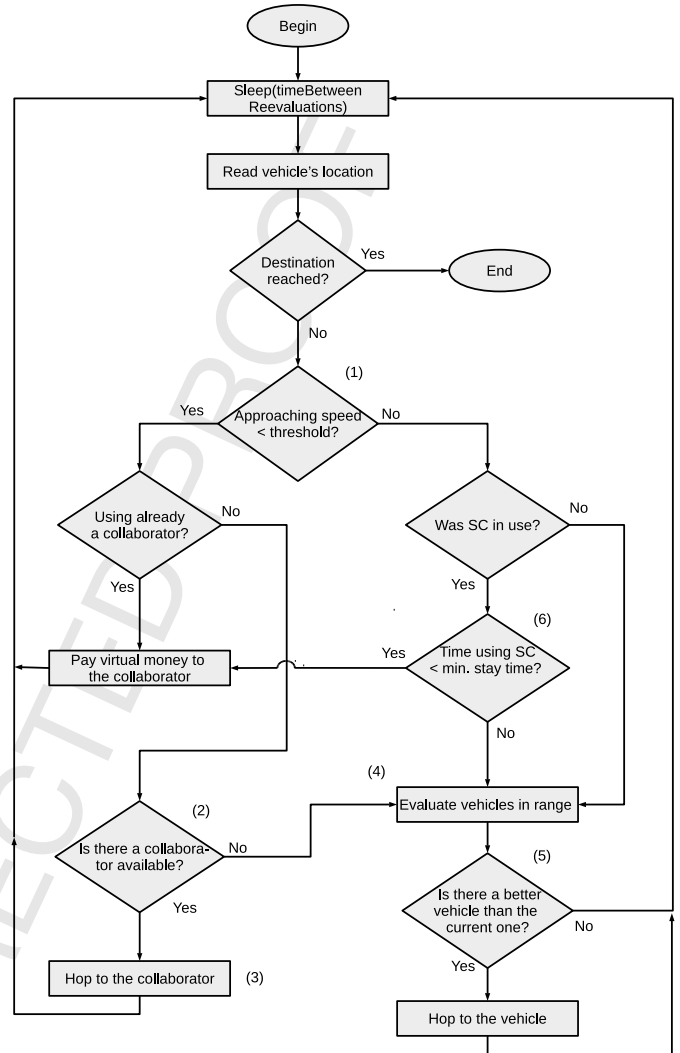 Begin
Sleep(timeBetween
Reevaluations)
Read vehicle's location
Destination
reached?
Yes
End
No
(1)
Approaching speed
< threshold?
Yes
No
Using already
a collaborator?
No
Yes
Was SC in use?
No
Yes
(6)
Time using SC
< min. stay time?
Yes
No
Pay virtual money to
the collaborator
(4)
Evaluate vehicles in range
(2)
Is there a collabora-
tor available?
No
Yes
(5)
Is there a better
vehicle than the
current one?
No
Yes
Hop to the collaborator
(3)
Hop to the vehicle
ECTED PROOF